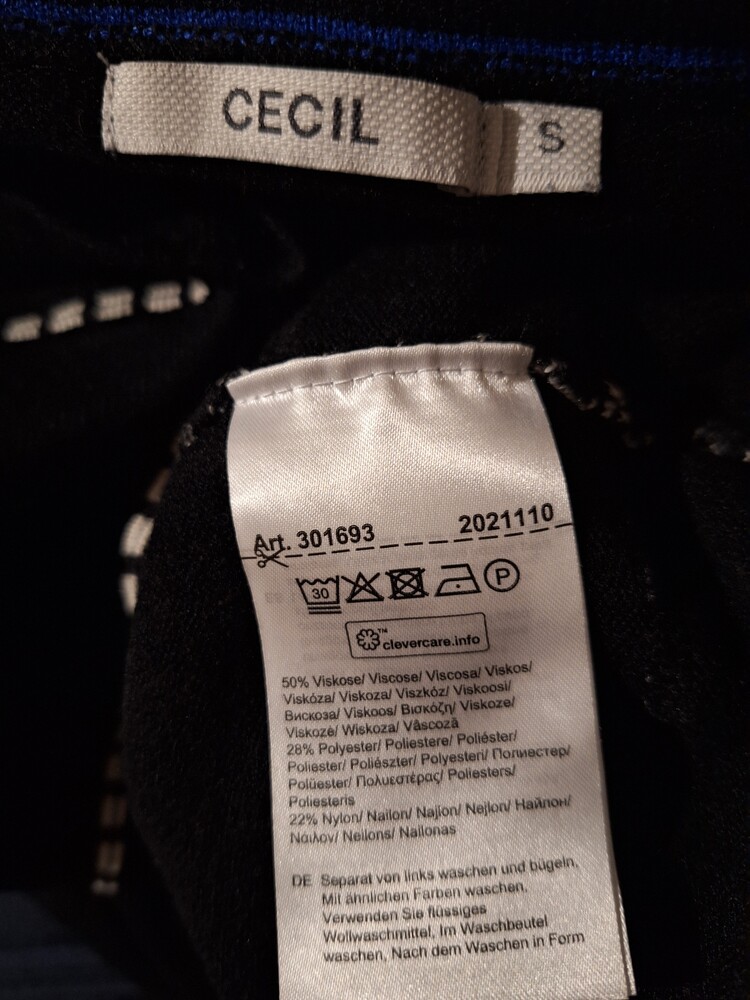 CECIL
S
Art. 301693 2021110
30
P
clevercare.info
50% Viskose/ Viscose/ Viscosa/ Viskos/
Viskóza/ Viskoza/ Viszkóz/ Viskoosi/
Вискоза/ Viskoos/ Βισκόζη/ Viskoze/
Viskozė/ Wiskoza/ Vâscoză
28% Polyester/ Poliestere/ Poliéster/
Poliester/ Poliészter/ Polyesteri/ Полиестер/
Polüester/ Πολυεστέρας/ Poliesters/
Poliesteris
22% Nylon/ Nailon/ Najlon/ Nejlon/ Найлон/
Νάιλον/ Neilons/ Nailonas
DE Separat von links waschen und bügeln,
Mit ähnlichen Farben waschen,
Verwenden Sie flüssiges
Wollwaschmittel, Im Waschbeutel
waschen, Nach dem Waschen in Form